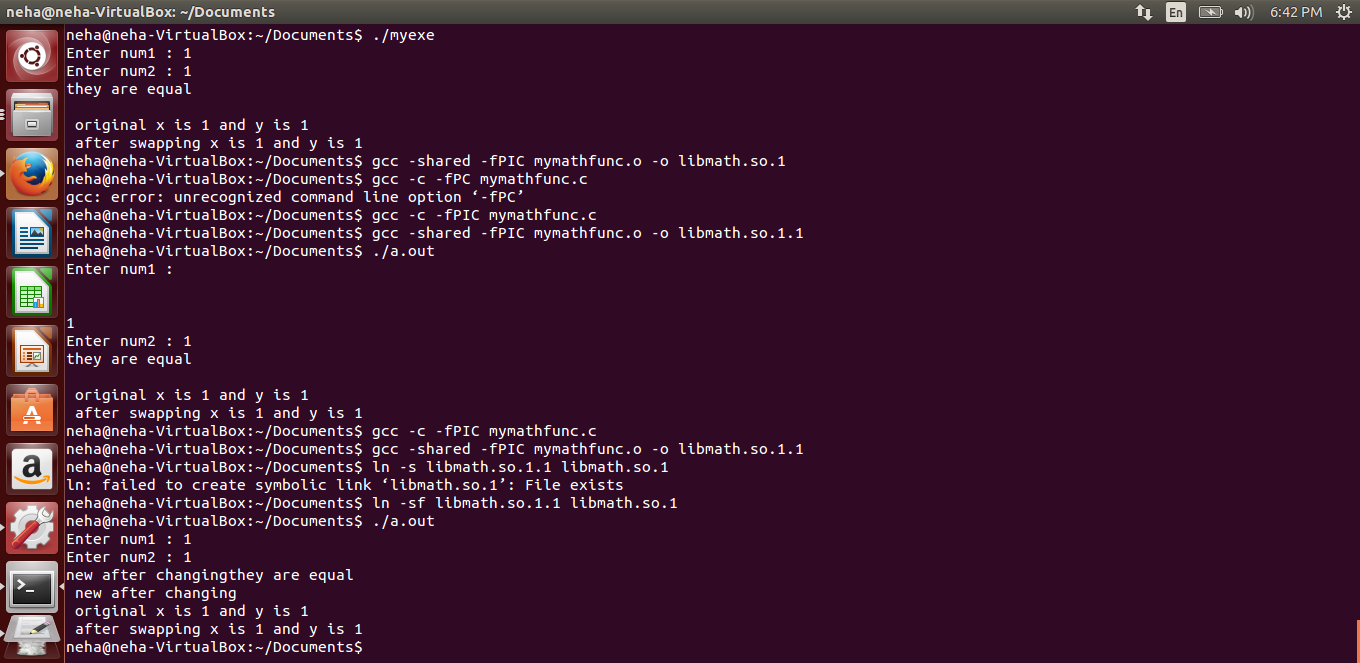 neha@neha-VirtualBox: ~/Documents
En
6:42 PM
neha@neha-VirtualBox:~/Documents$ ./myexe
Enter num1 : 1
Enter num2 : 1
they are equal
original x is 1 and y is 1
after swapping x is 1 and y is 1
neha@neha-VirtualBox:~/Documents$ gcc -shared -fPIC mymathfunc.o -o libmath.so.1
neha@neha-VirtualBox:~/Documents$ gcc -c -fPC mymathfunc.c
gcc: error: unrecognized command line option ‘-fPC’
neha@neha-VirtualBox:~/Documents$ gcc -c -fPIC mymathfunc.c
neha@neha-VirtualBox:~/Documents$ gcc -shared -fPIC mymathfunc.o -o libmath.so.1.1
neha@neha-VirtualBox:~/Documents$ ./a.out
Enter num1 :
1
Enter num2 : 1
they are equal
original x is 1 and y is 1
after swapping x is 1 and y is 1
neha@neha-VirtualBox:~/Documents$ gcc -c -fPIC mymathfunc.c
neha@neha-VirtualBox:~/Documents$ gcc -shared -fPIC mymathfunc.o -o libmath.so.1.1
neha@neha-VirtualBox:~/Documents$ ln -s libmath.so.1.1 libmath.so.1
ln: failed to create symbolic link ‘libmath.so.1’: File exists
neha@neha-VirtualBox:~/Documents$ ln -sf libmath.so.1.1 libmath.so.1
neha@neha-VirtualBox:~/Documents$ ./a.out
Enter num1 : 1
Enter num2 : 1
new after changingthey are equal
new after changing
original x is 1 and y is 1
after swapping x is 1 and y is 1
neha@neha-VirtualBox:~/Documents$